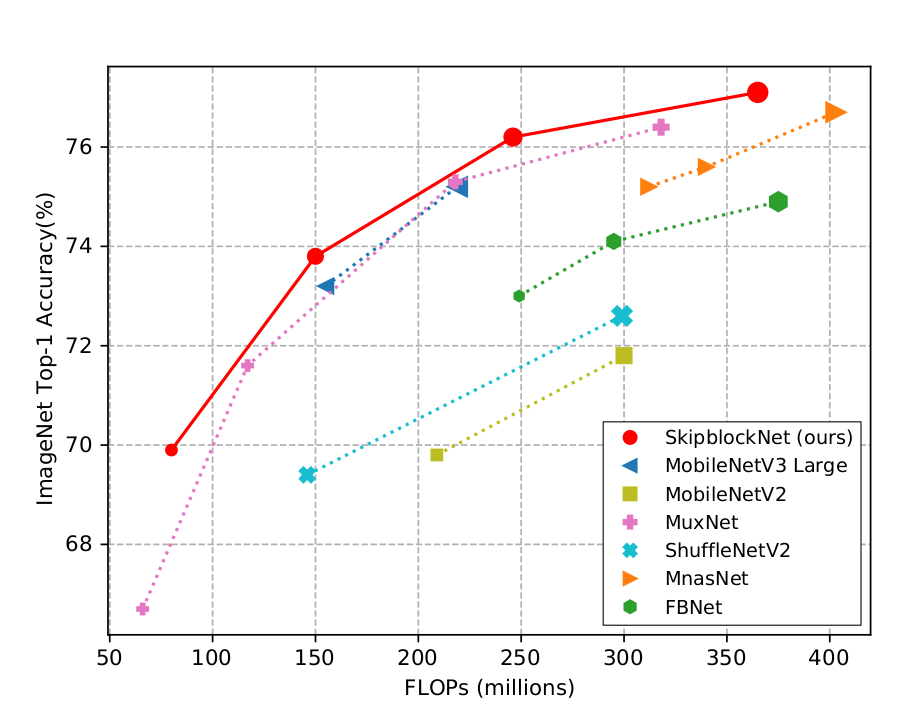 76
74
72
70
68
ImageNet Top-1 Accuracy(%)
SkipblockNet (ours)
MobileNetV3 Large
MobileNetV2
MuxNet
ShuffleNetV2
MnasNet
FBNet
50 100 150 200 250 300 350 400
FLOPs (millions)